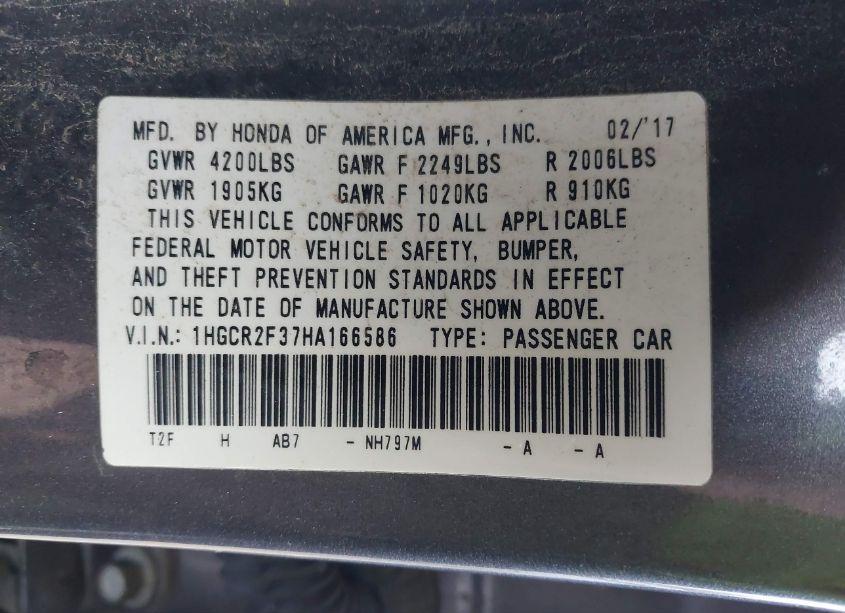 MFD. BY HONDA OF AMERICA MFG., INC. 02/'17
GVWR 4200LBS GAWR F 2249LBS R 2006LBS
GVWR 1905KG GAWR F 1020KG R 910KG
THIS VEHICLE CONFORMS TO ALL APPLICABLE
FEDERAL MOTOR VEHICLE SAFETY, BUMPER,
AND THEFT PREVENTION STANDARDS IN EFFECT
ON THE DATE OF MANUFACTURE SHOWN ABOVE.
V.I.N.: 1HGCR2F37HA166586 TYPE: PASSENGER CAR
T2F H AB7 - NH797M - A - A